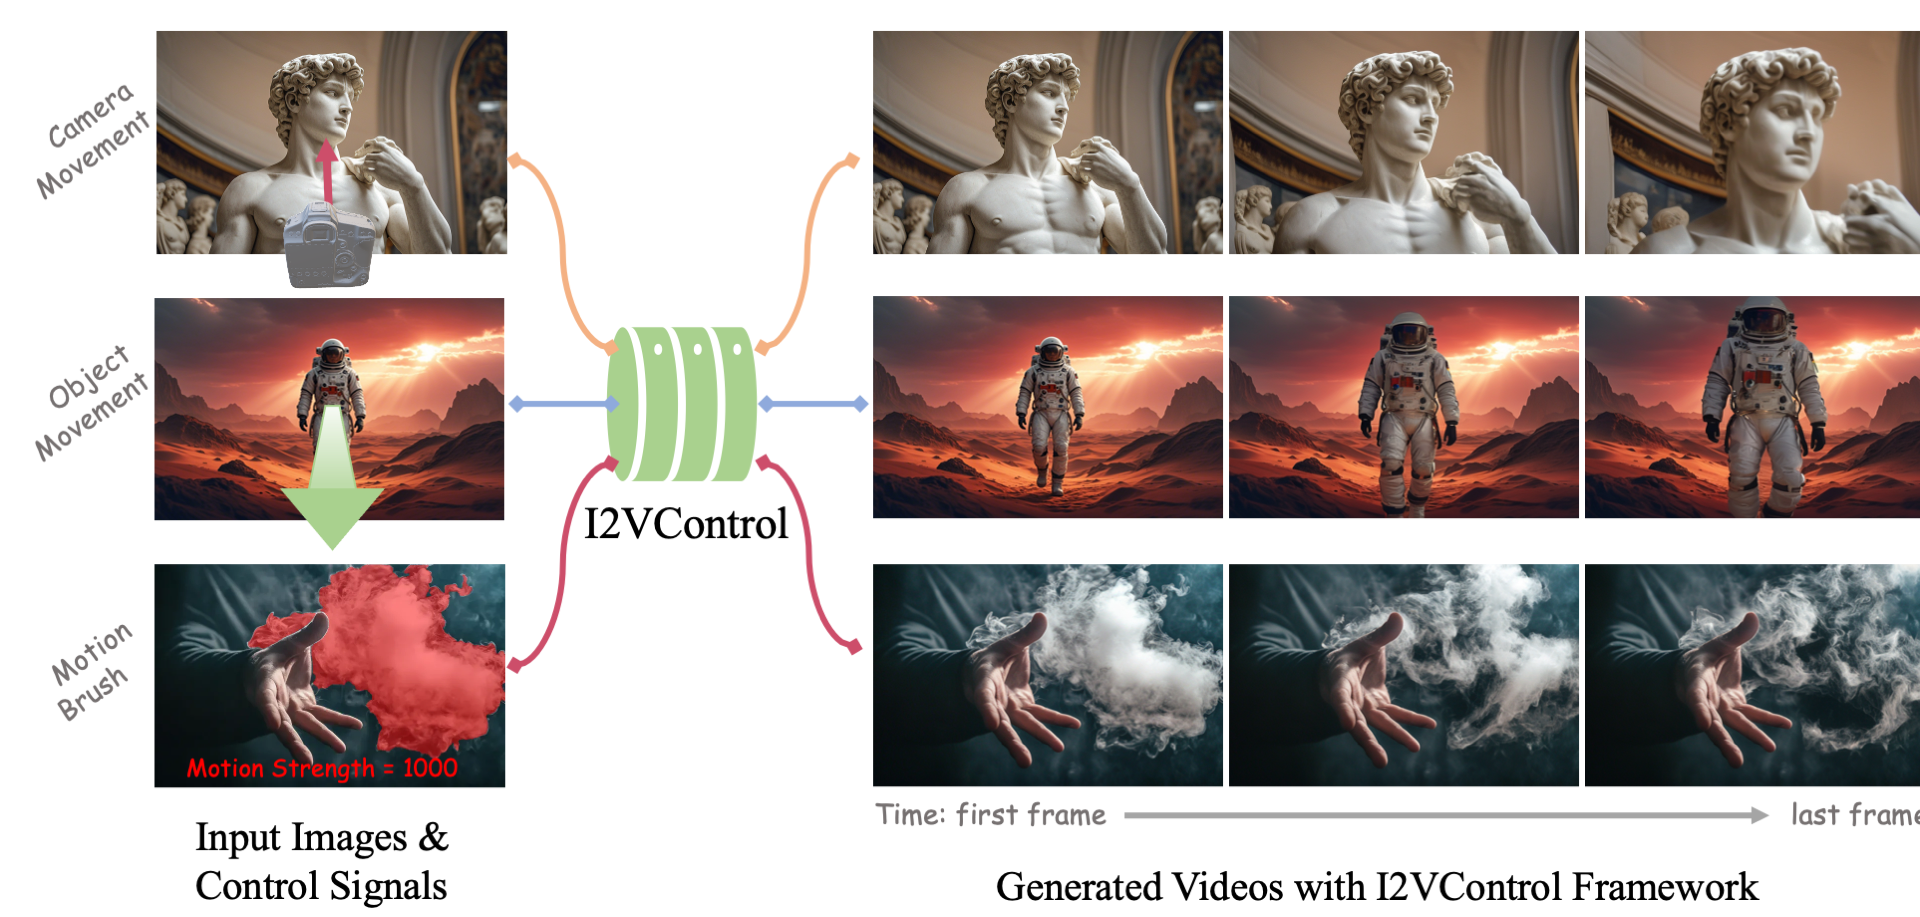 Camera
Movement
Object
Movement
I2VControl
Motion
Brush
Motion Strength = 1000
Time: first frame
last frame
Input Images &
Control Signals
Generated Videos with I2VControl Framework